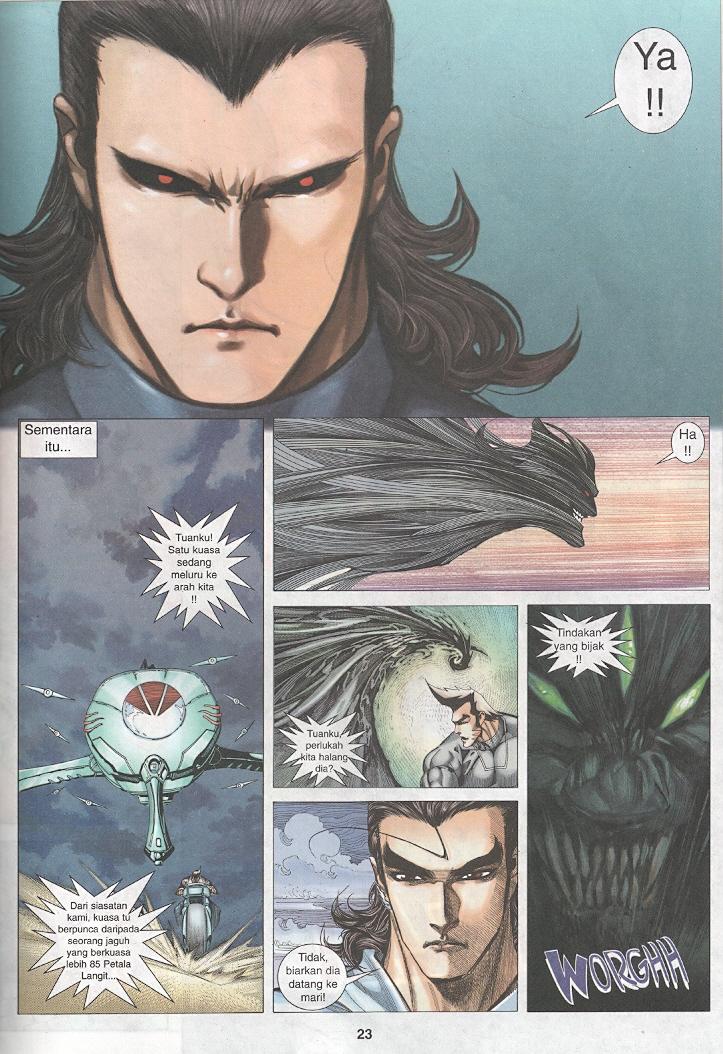 Ya
!!
Sementara
itu...
Tuanku!
Satu kuasa
sedang
meluru ke
arah kita
!!
Dari siasatan
kami, kuasa tu
berpunca daripada
seorang jaguh
yang berkuasa
lebih 85 Petala
Langit...
Ha
!!
Tuanku,
perlukah
kita halang
dia?
Tidak,
biarkan dia
datang ke
mari!
Tindakan
yang bijak
!!
WORGHH
23